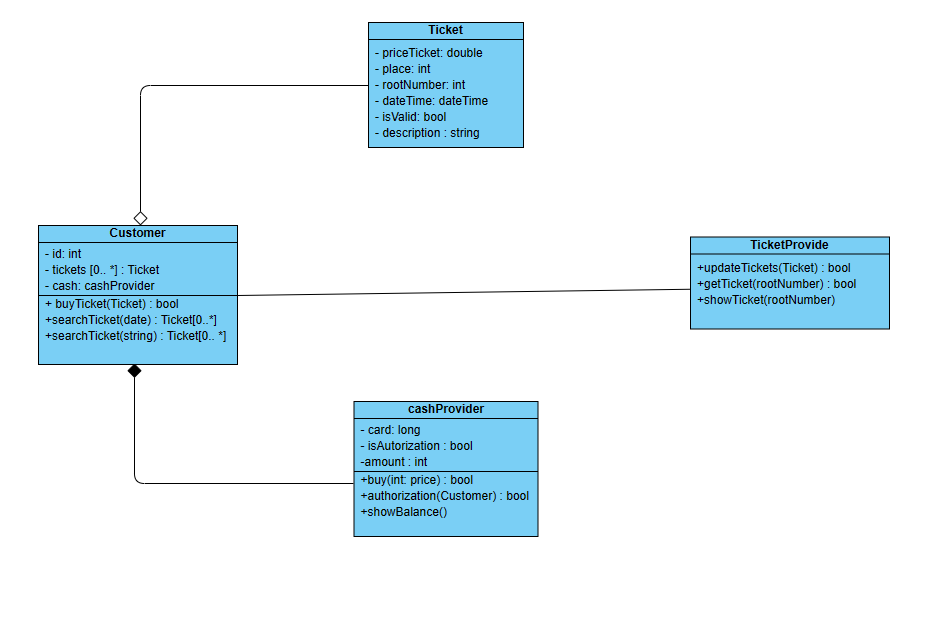 Ticket
- priceTicket: double
- place: int
- rootNumber: int
- dateTime: dateTime
- isValid: bool
- description : string
Customer
- id: int
- tickets [0.. *] : Ticket
- cash: cashProvider
+ buyTicket(Ticket) : bool
+searchTicket(date) : Ticket[0..*]
+searchTicket(string) : Ticket[0.. *]
TicketProvide
+updateTickets(Ticket) : bool
+getTicket(rootNumber) : bool
+showTicket(rootNumber)
cashProvider
- card: long
- isAutorization : bool
-amount : int
+buy(int: price) : bool
+authorization(Customer) : bool
+showBalance()